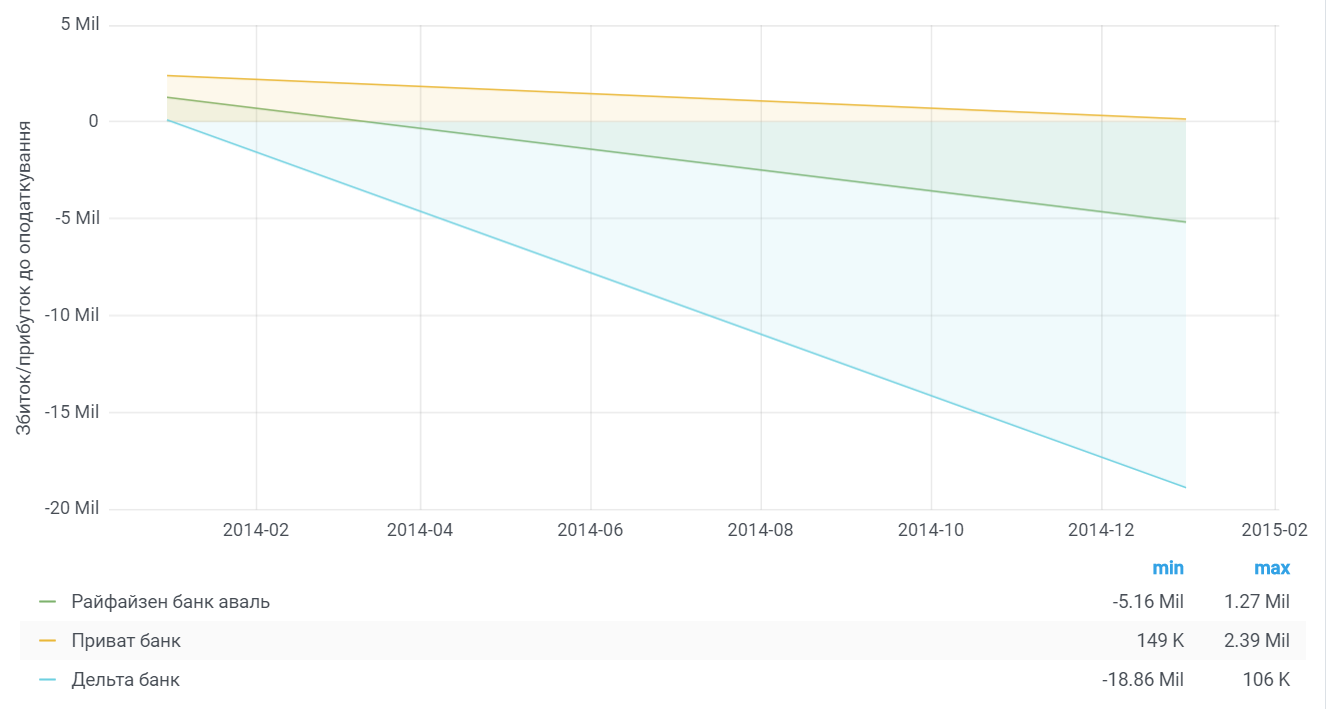 5 Mil
0
-5 Mil
-10 Mil
-15 Mil
-20 Mil
Збиток/прибуток до оподаткування
2014-02 2014-04 2014-06 2014-08 2014-10 2014-12 2015-02
min max
Райфайзен банк аваль -5.16 Mil 1.27 Mil
Приват банк 149 K 2.39 Mil
Дельта банк -18.86 Mil 106 K